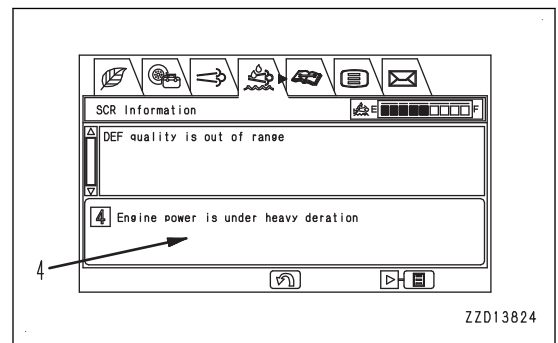 SCR Information
E F
DEF quality is out of range
4 Engine power is under heavy deration
4
ZZD13824